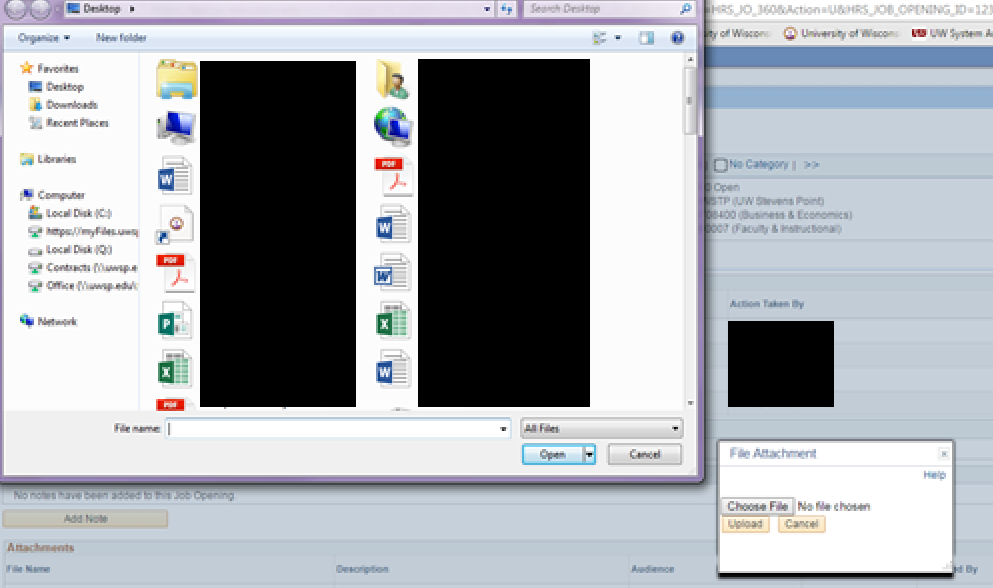 Desktop
Search Desktop
=HRS_JO_360&Action=U&HRS_JOB_OPENING_ID=123
Organize
New folder
ity of Wiscons
University of Wiscons
UW System A
Favorites
Desktop
Downloads
Recent Places
Libraries
Computer
Local Disk (C:)
https://myFiles.uwsp
Local Disk (Q:)
Contracts (\\uwsp.e
Office (\\uwsp.edu\
Network
PDF
PDF
PDF
No Category | >>
Open
NSTP (UW Stevens Point)
08400 (Business & Economics)
0007 (Faculty & Instructional)
Action Taken By
File name:
All Files
Open
Cancel
File Attachment
Help
Choose File No file chosen
Upload Cancel
No notes have been added to this Job Opening
Add Note
Attachments
File Name Description Audience
ed By